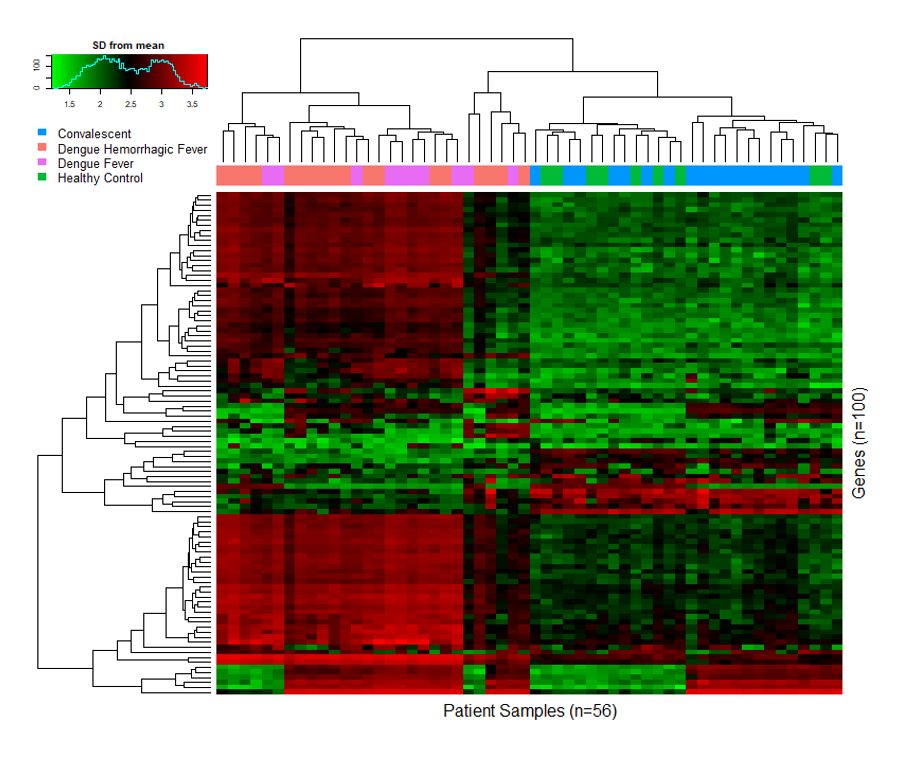 SD from mean
0 100
1.5 2 2.5 3 3.5
Convalescent
Dengue Hemorrhagic Fever
Dengue Fever
Healthy Control
Genes (n=100)
Patient Samples (n=56)